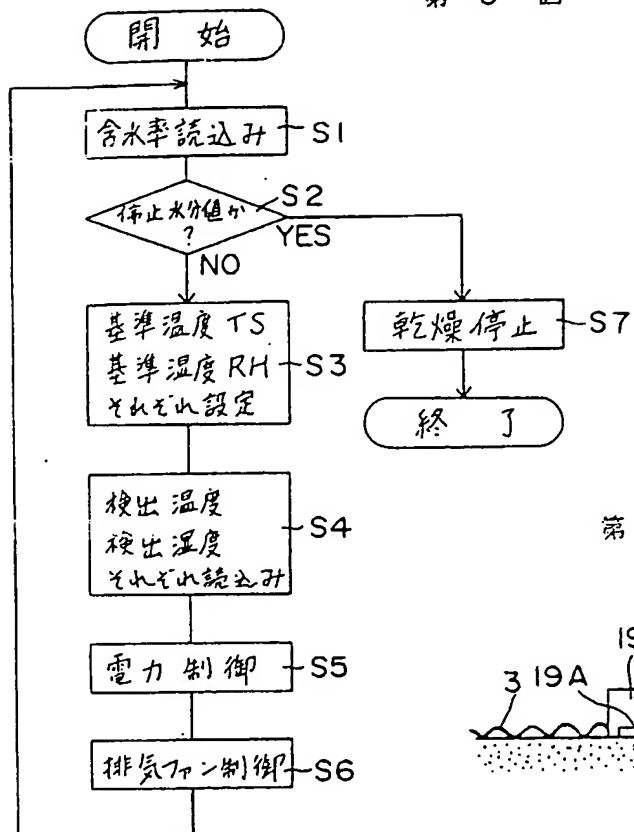 開始
含水率読込み S1
停止水分値か
?
S2
YES
NO
基準温度 TS
基準湿度 RH
それぞれ設定
S3
乾燥停止 S7
終了
検出温度
検出湿度
それぞれ読込み
S4
電力制御 S5
排気ファン制御 S6
第
19
3 19A